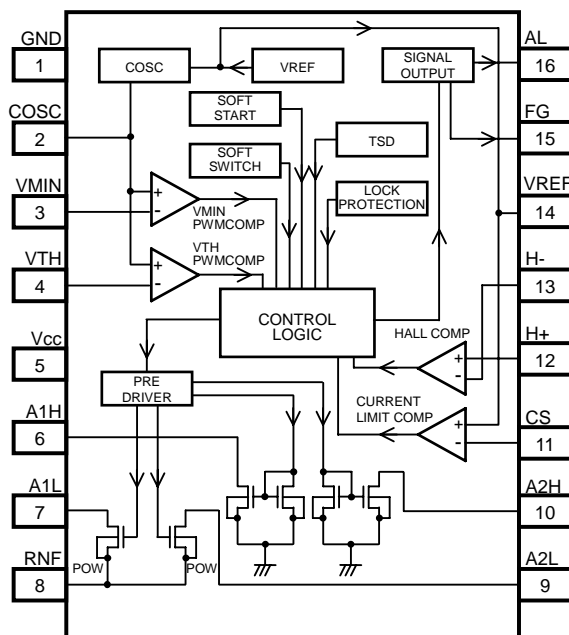 GND
1
COSC
2
VMIN
3
VTH
4
Vcc
5
A1H
6
A1L
7
RNF
8
COSC
VREF
SIGNAL
OUTPUT
SOFT
START
SOFT
SWITCH
TSD
LOCK
PROTECTION
+
-
VMIN
PWMCOMP
+
-
VTH
PWMCOMP
CONTROL
LOGIC
HALL COMP
+
-
PRE
DRIVER
CURRENT
LIMIT COMP
+
-
POW
POW
AL
16
FG
15
VREF
14
H-
13
H+
12
CS
11
A2H
10
A2L
9